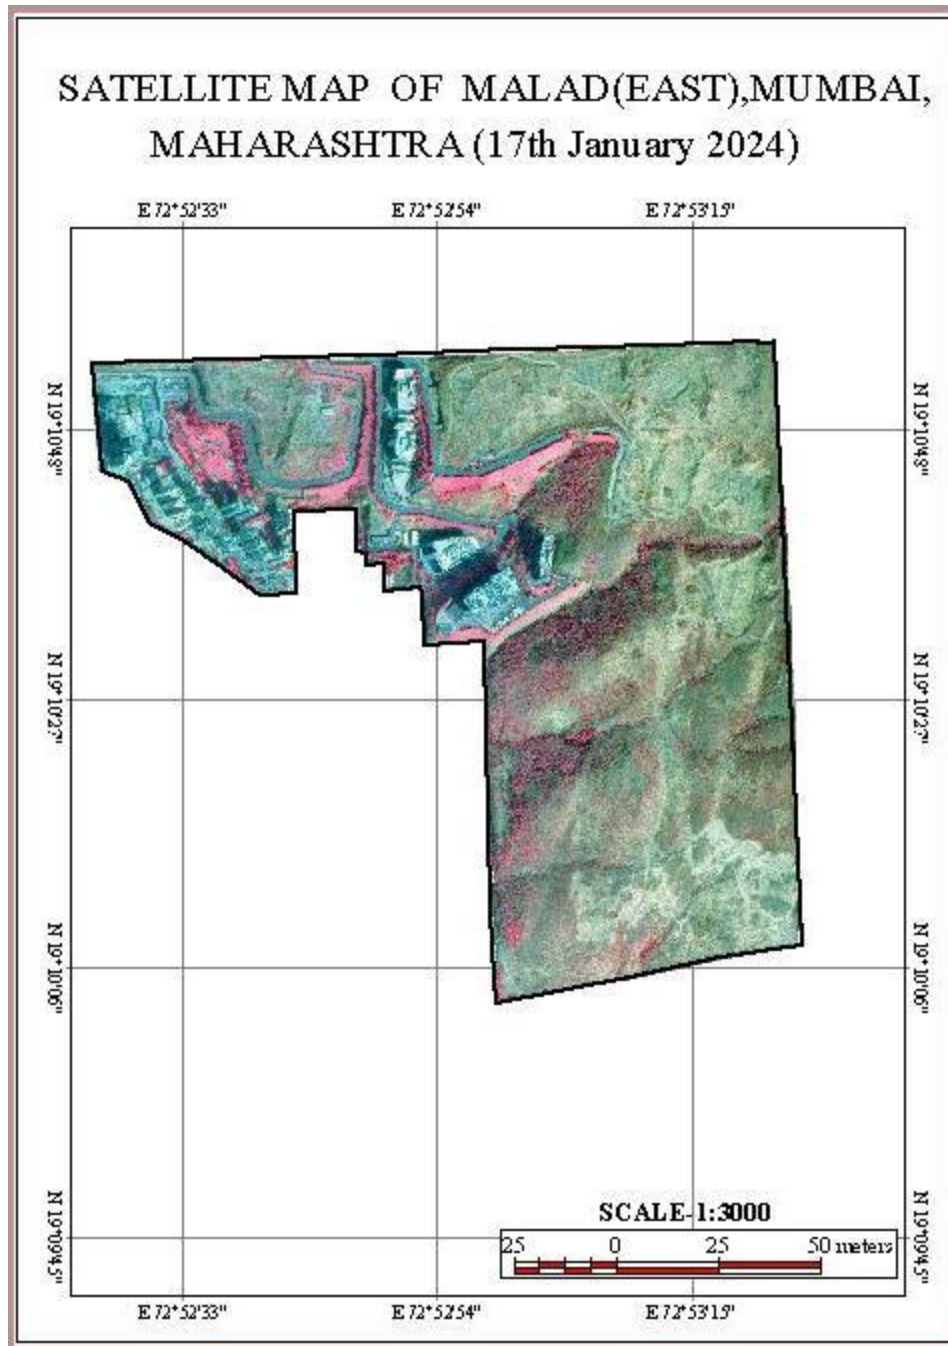 SATELLITE MAP OF MALAD(EAST),MUMBAI,
MAHARASHTRA (17th January 2024)
E 72°52'33" E 72°52'54" E 72°53'15"
N 19°10'48" N 19°10'48"
N 19°10'27" N 19°10'27"
N 19°10'06" N 19°10'06"
N 19°09'45" N 19°09'45"
SCALE-1:3000
25 0 25 50 meters
E 72°52'33" E 72°52'54" E 72°53'15"